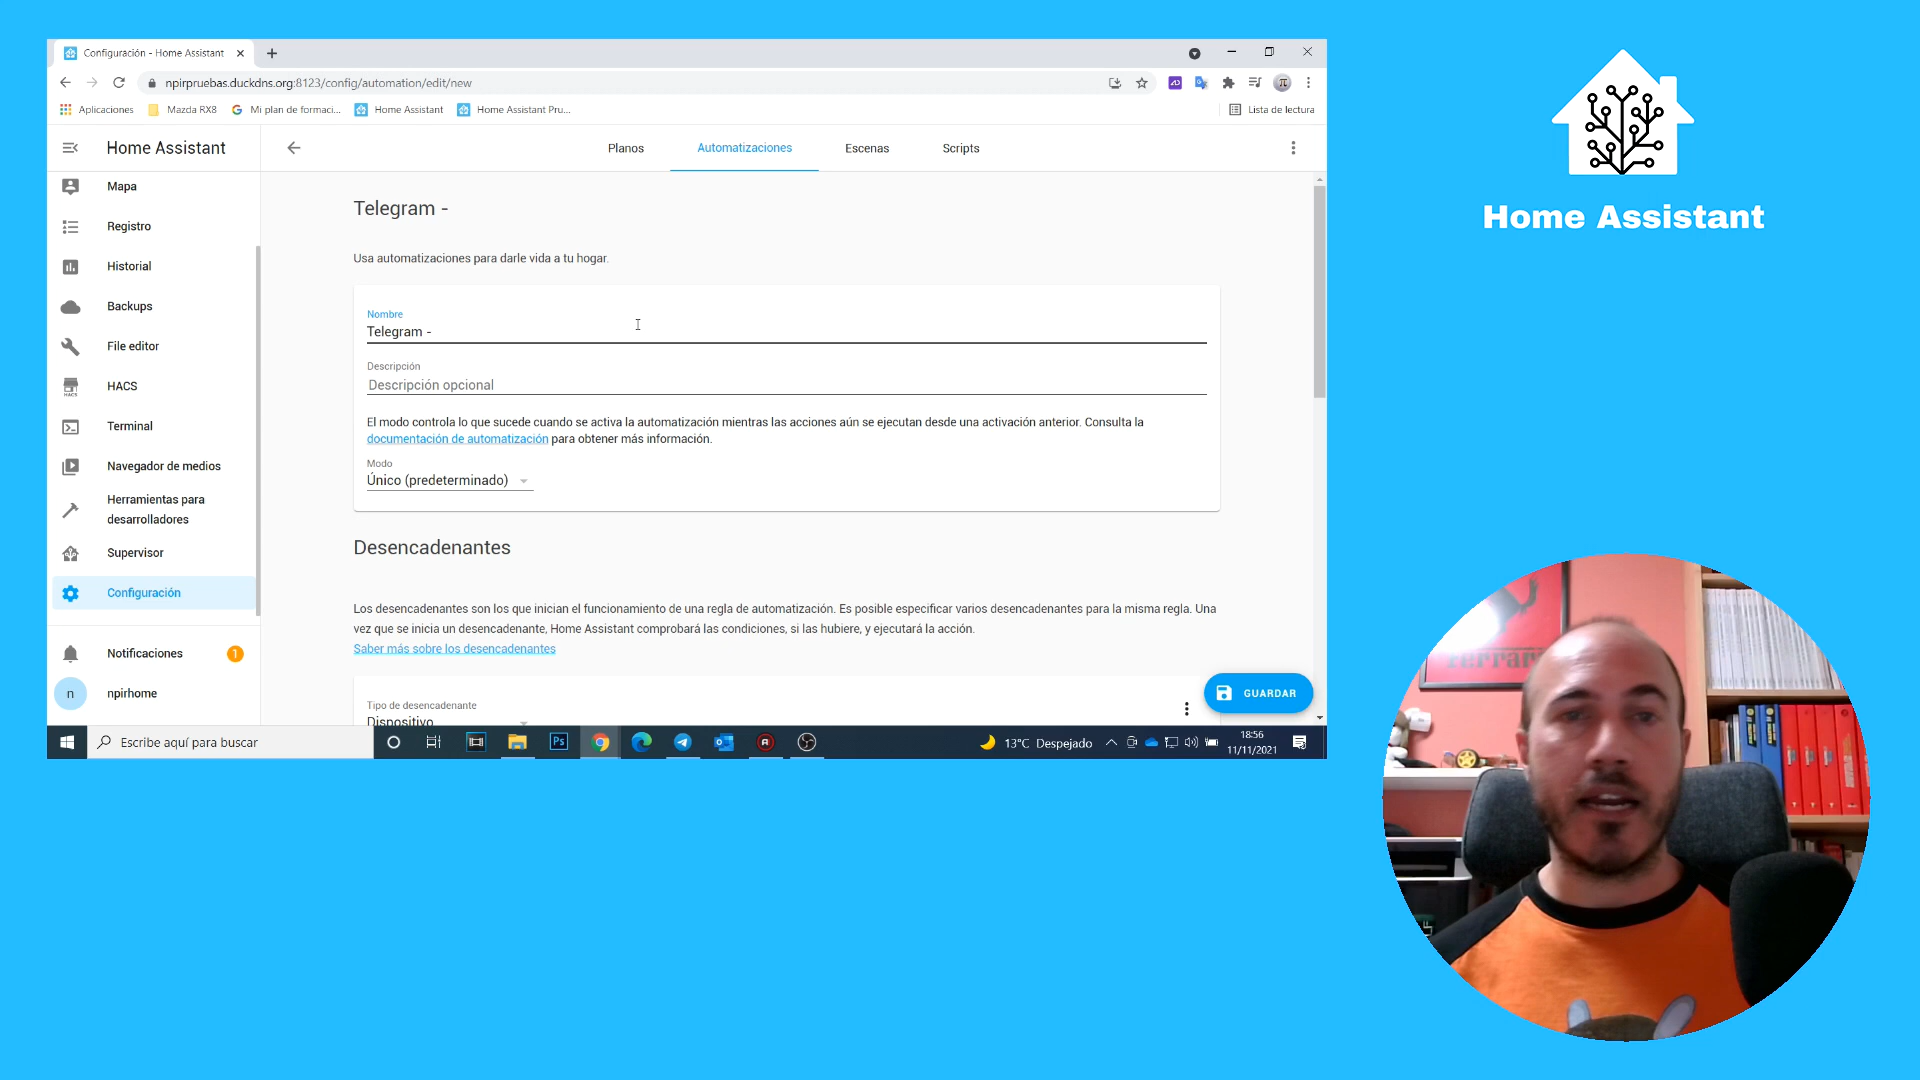 Configuración - Home Assistant
npirpruebas.duckdns.org:8123/config/automation/edit/new
Aplicaciones
Mazda RX8
Mi plan de formaci...
Home Assistant
Home Assistant Pru...
Lista de lectura
Home Assistant
Planos
Automatizaciones
Escenas
Scripts
Mapa
Registro
Historial
Backups
File editor
HACS
Terminal
Navegador de medios
Herramientas para
desarrolladores
Supervisor
Configuración
Notificaciones
1
n
npirhome
Telegram -
Usa automatizaciones para darle vida a tu hogar.
Nombre
Telegram -
Descripción
Descripción opcional
El modo controla lo que sucede cuando se activa la automatización mientras las acciones aún se ejecutan desde una activación anterior. Consulta la
documentación de automatización para obtener más información.
Modo
Único (predeterminado)
Desencadenantes
Los desencadenantes son los que inician el funcionamiento de una regla de automatización. Es posible especificar varios desencadenantes para la misma regla. Una
vez que se inicia un desencadenante, Home Assistant comprobará las condiciones, si las hubiere, y ejecutará la acción.
Saber más sobre los desencadenantes
GUARDAR
Tipo de desencadenante
Dispositivo
Escribe aquí para buscar
Ps
13°C Despejado
18:56
11/11/2021
Home Assistant